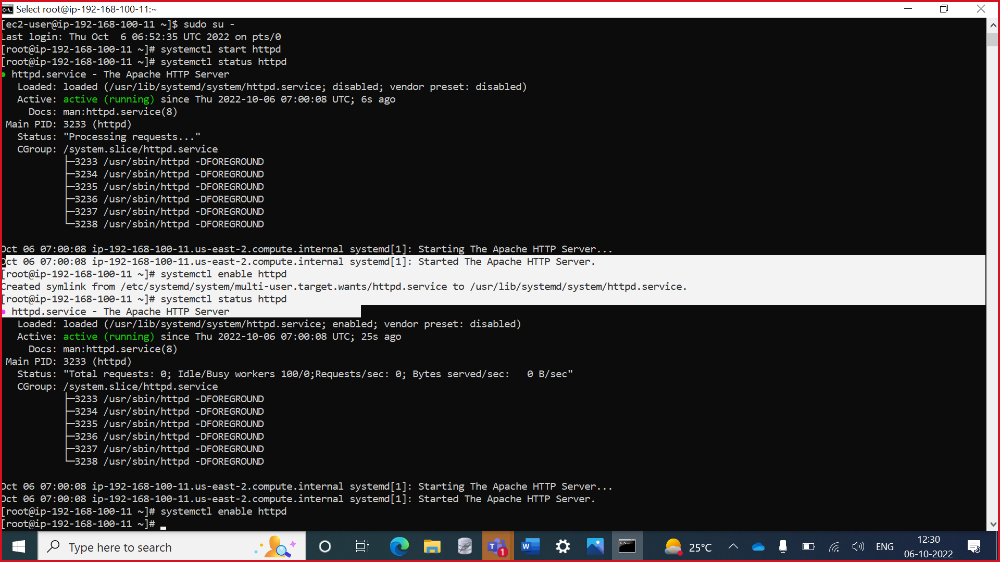 Select root@ip-192-168-100-11:~
[ec2-user@ip-192-168-100-11 ~]$ sudo su -
Last login: Thu Oct  6 06:52:35 UTC 2022 on pts/0
[root@ip-192-168-100-11 ~]# systemctl start httpd
[root@ip-192-168-100-11 ~]# systemctl status httpd
● httpd.service - The Apache HTTP Server
   Loaded: loaded (/usr/lib/systemd/system/httpd.service; disabled; vendor preset: disabled)
   Active: active (running) since Thu 2022-10-06 07:00:08 UTC; 6s ago
     Docs: man:httpd.service(8)
 Main PID: 3233 (httpd)
   Status: "Processing requests..."
   CGroup: /system.slice/httpd.service
           ├─3233 /usr/sbin/httpd -DFOREGROUND
           ├─3234 /usr/sbin/httpd -DFOREGROUND
           ├─3235 /usr/sbin/httpd -DFOREGROUND
           ├─3236 /usr/sbin/httpd -DFOREGROUND
           ├─3237 /usr/sbin/httpd -DFOREGROUND
           └─3238 /usr/sbin/httpd -DFOREGROUND
Oct 06 07:00:08 ip-192-168-100-11.us-east-2.compute.internal systemd[1]: Starting The Apache HTTP Server...
Oct 06 07:00:08 ip-192-168-100-11.us-east-2.compute.internal systemd[1]: Started The Apache HTTP Server.
[root@ip-192-168-100-11 ~]# systemctl enable httpd
Created symlink from /etc/systemd/system/multi-user.target.wants/httpd.service to /usr/lib/systemd/system/httpd.service.
[root@ip-192-168-100-11 ~]# systemctl status httpd
● httpd.service - The Apache HTTP Server
   Loaded: loaded (/usr/lib/systemd/system/httpd.service; enabled; vendor preset: disabled)
   Active: active (running) since Thu 2022-10-06 07:00:08 UTC; 25s ago
     Docs: man:httpd.service(8)
 Main PID: 3233 (httpd)
   Status: "Total requests: 0; Idle/Busy workers 100/0;Requests/sec: 0; Bytes served/sec:   0 B/sec"
   CGroup: /system.slice/httpd.service
           ├─3233 /usr/sbin/httpd -DFOREGROUND
           ├─3234 /usr/sbin/httpd -DFOREGROUND
           ├─3235 /usr/sbin/httpd -DFOREGROUND
           ├─3236 /usr/sbin/httpd -DFOREGROUND
           ├─3237 /usr/sbin/httpd -DFOREGROUND
           └─3238 /usr/sbin/httpd -DFOREGROUND
Oct 06 07:00:08 ip-192-168-100-11.us-east-2.compute.internal systemd[1]: Starting The Apache HTTP Server...
Oct 06 07:00:08 ip-192-168-100-11.us-east-2.compute.internal systemd[1]: Started The Apache HTTP Server.
[root@ip-192-168-100-11 ~]# systemctl enable httpd
[root@ip-192-168-100-11 ~]#
Type here to search
1
25°C
ENG
12:30
06-10-2022